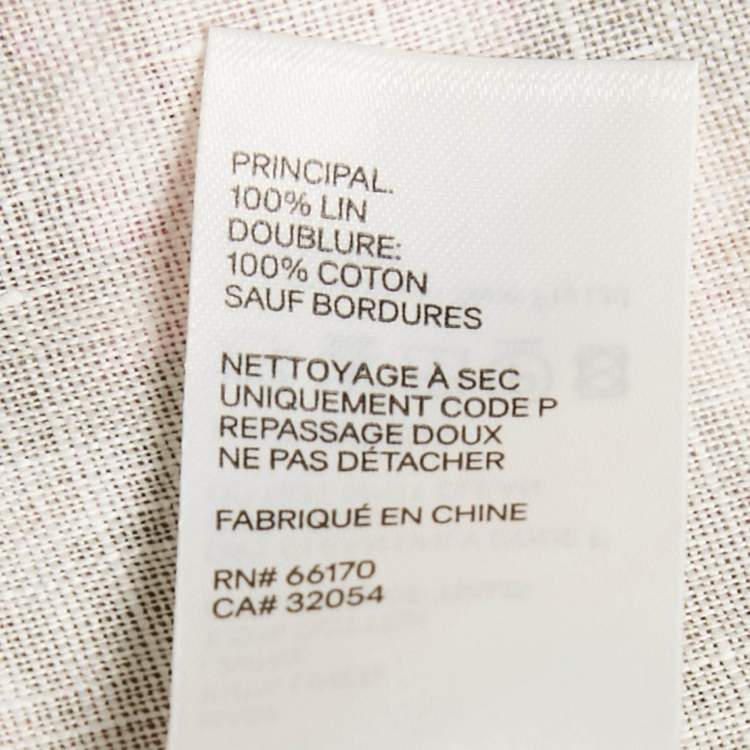 PRINCIPAL.
100% LIN
DOUBLURE:
100% COTON
SAUF BORDURES
NETTOYAGE À SEC
UNIQUEMENT CODE P
REPASSAGE DOUX
NE PAS DÉTACHER
FABRIQUÉ EN CHINE
RN# 66170
CA# 32054